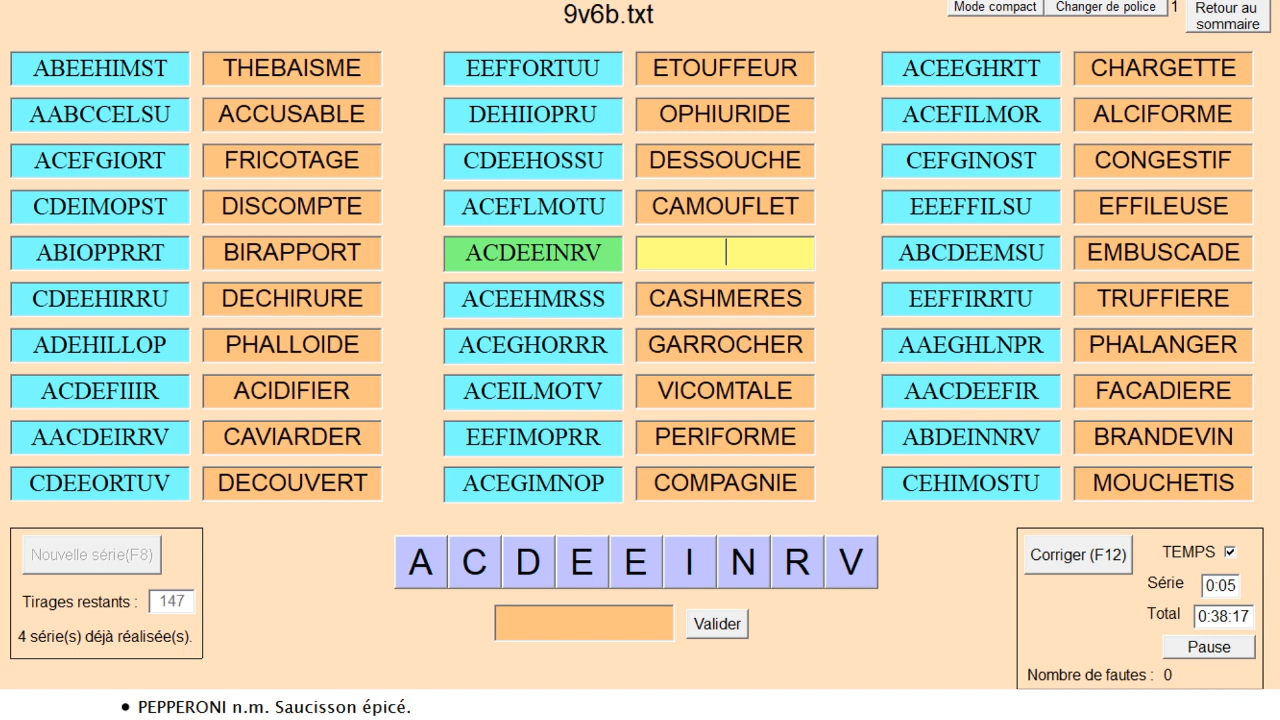 9v6b.txt
Mode compact Changer de police 1 Retour au
sommaire
ABEEHIMST THEBAISME EEFFORTUU ETOUFFEUR ACEEGHRTT CHARGETTE
AABCCELSU ACCUSABLE DEHIIOPRU OPHIURIDE ACEFILMOR ALCIFORME
ACEFGIORT FRICOTAGE CDEEHOSSU DESSOUCHE CEFGINOST CONGESTIF
CDEIMOPST DISCOMPTE ACEFLMOTU CAMOUFLET EEEFFILSU EFFILEUSE
ABIOPPRRT BIRAPPORT ACDEEINRV ABCDEEMSU EMBUSCADE
CDEEHIRRU DECHIRURE ACEEHMRSS CASHMERES EEFFIRRTU TRUFFIERE
ADEHILLOP PHALLOIDE ACEGHORRR GARROCHER AAEGHLNPR PHALANGER
ACDEFIIIR ACIDIFIER ACEILMOTV VICOMTALE AACDEEFIR FACADIERE
AACDEIRRV CAVIARDER EEFIMOPRR PERIFORME ABDEINNRV BRANDEVIN
CDEEORTUV DECOUVERT ACEGIMNOP COMPAGNIE CEHIMOSTU MOUCHETIS
Nouvelle série(F8)
Tirages restants : 147
4 série(s) déjà réalisée(s).
A C D E E I N R V
Valider
Corriger (F12) TEMPS
Série 0:05
Total 0:38:17
Pause
Nombre de fautes : 0
• PEPPERONI n.m. Saucisson épicé.